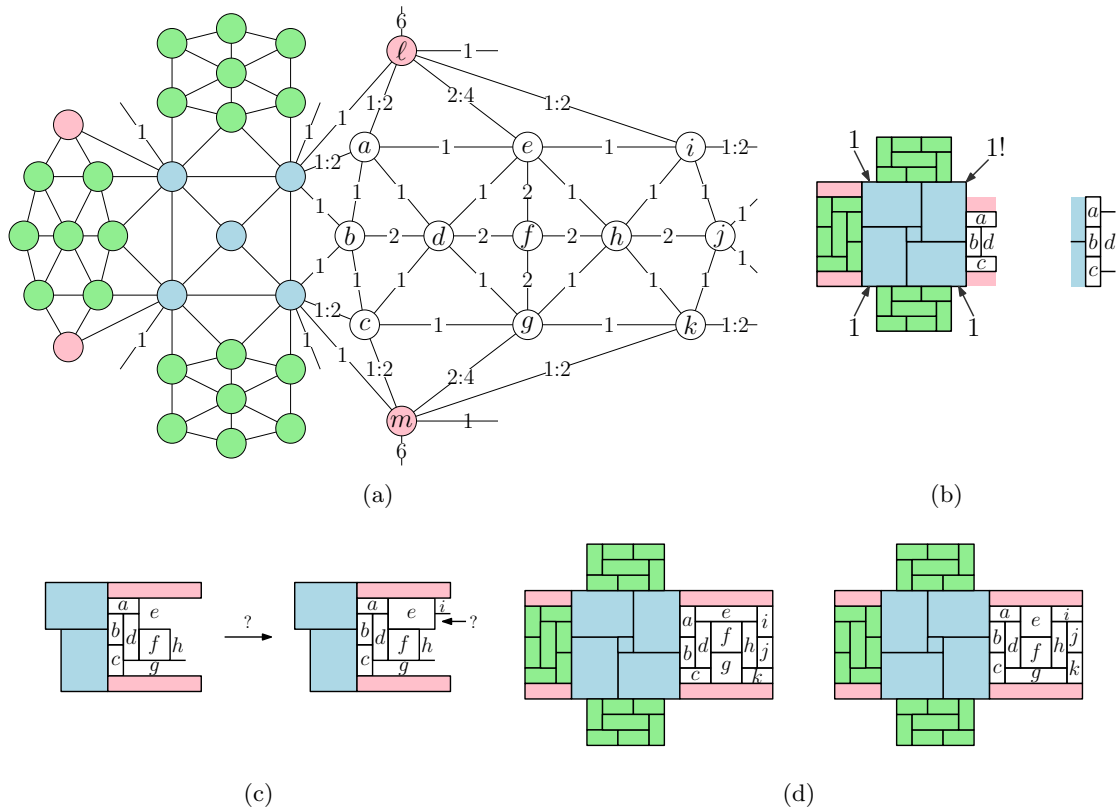 6
ℓ 1
1 1 1:2 2:4 1:2 1
1:2 a 1 e 1 i 1:2
1 1 1 2 1 1 1
b 2 d 2 f 2 h 2 j
1 1 1 2 1 1 1
1:2 c 1 g 1 k 1:2
1 1 1 1:2 2:4 1:2
m 1
6
(a)
1 1!
a
b d
c
1 1
a
b d
c
(b)
a e
b d f h
c g
?
a e i
b d f h
c g
?
(c)
a e i
b d f h j
c g k
a e i
b d f h j
c g k
(d)